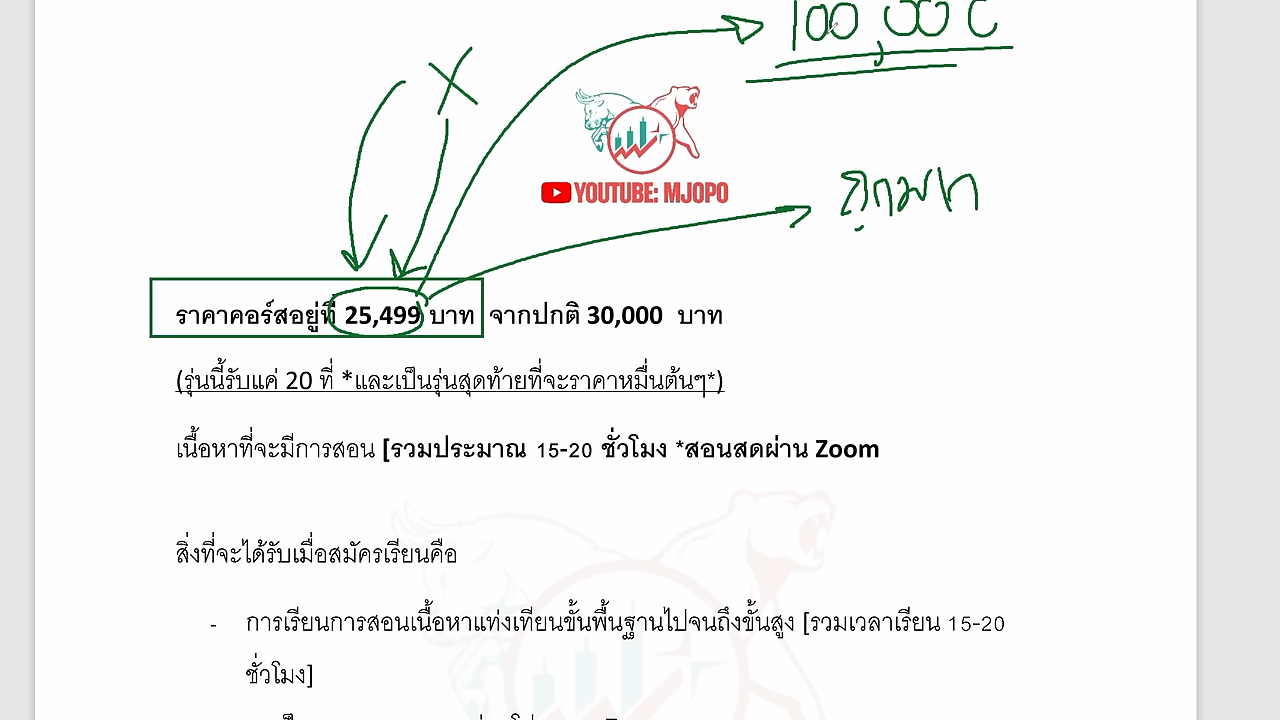 100,000
YOUTUBE: MJOPO
ถูกมาก
ราคาคอร์สอยู่ที่ 25,499 บาท จากปกติ 30,000 บาท
(รุ่นนี้รับแค่ 20 ที่ *และเป็นรุ่นสุดท้ายที่จะราคาหมื่นต้นๆ*)
เนื้อหาที่จะมีการสอน [รวมประมาณ 15-20 ชั่วโมง *สอนสดผ่าน Zoom
สิ่งที่จะได้รับเมื่อสมัครเรียนคือ
- การเรียนการสอนเนื้อหาแท่งเทียนขั้นพื้นฐานไปจนถึงขั้นสูง [รวมเวลาเรียน 15-20
ชั่วโมง]